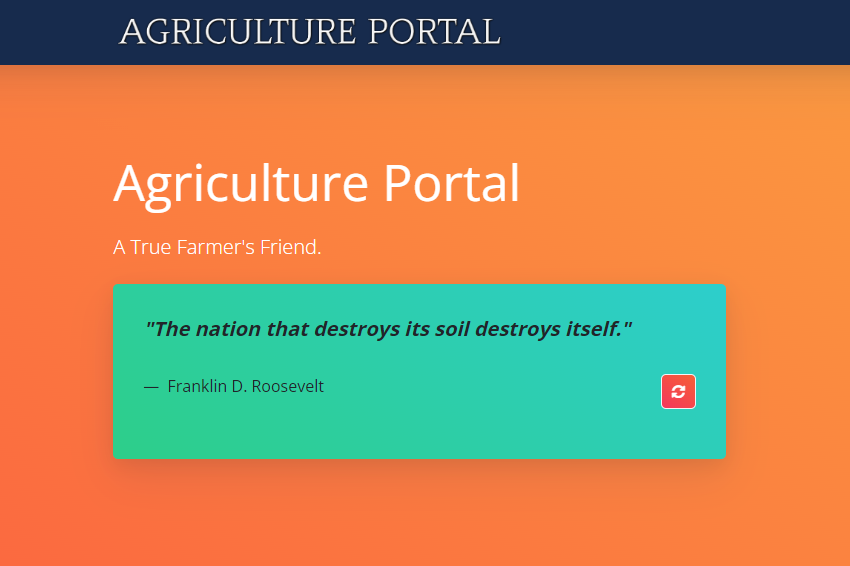 AGRICULTURE PORTAL
Agriculture Portal
A True Farmer's Friend.
"The nation that destroys its soil destroys itself."
— Franklin D. Roosevelt